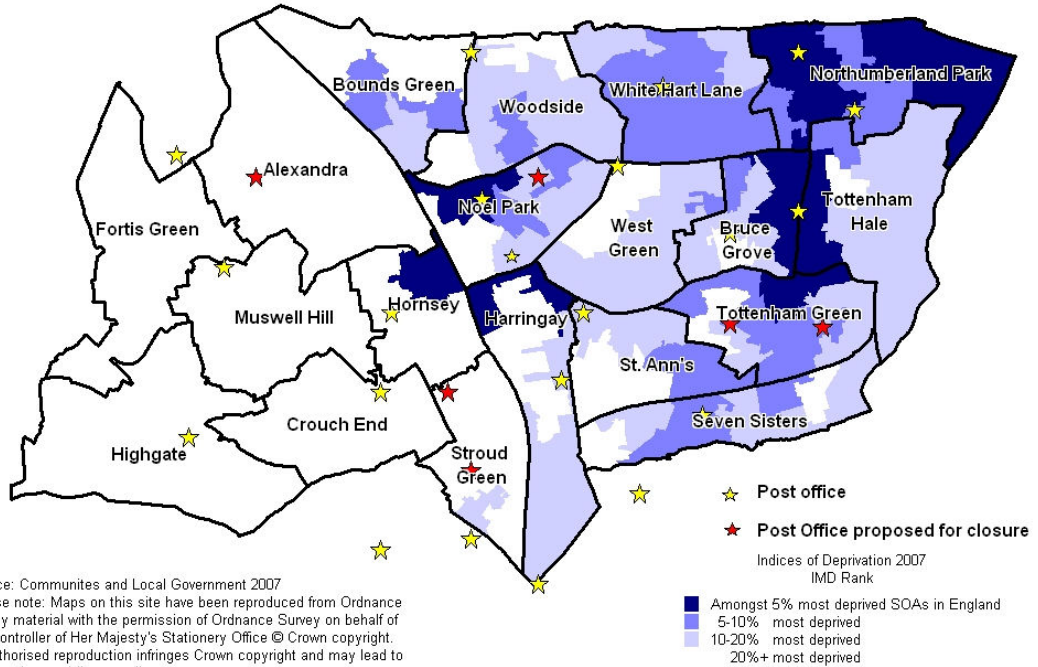 Bounds Green
Woodside
White Hart Lane
Northumberland Park
Alexandra
Noel Park
Fortis Green
West
Green
Bruce
Grove
Tottenham
Hale
Muswell Hill
Hornsey
Harringay
Tottenham Green
St. Ann's
Crouch End
Seven Sisters
Highgate
Stroud
Green
Post office
Post Office proposed for closure
Indices of Deprivation 2007
IMD Rank
Amongst 5% most deprived SOAs in England
5-10% most deprived
10-20% most deprived
20%+ most deprived
ce: Communites and Local Government 2007
se note: Maps on this site have been reproduced from Ordnance
y material with the permission of Ordnance Survey on behalf of
ontroller of Her Majesty's Stationery Office © Crown copyright.
thorised reproduction infringes Crown copyright and may lead to